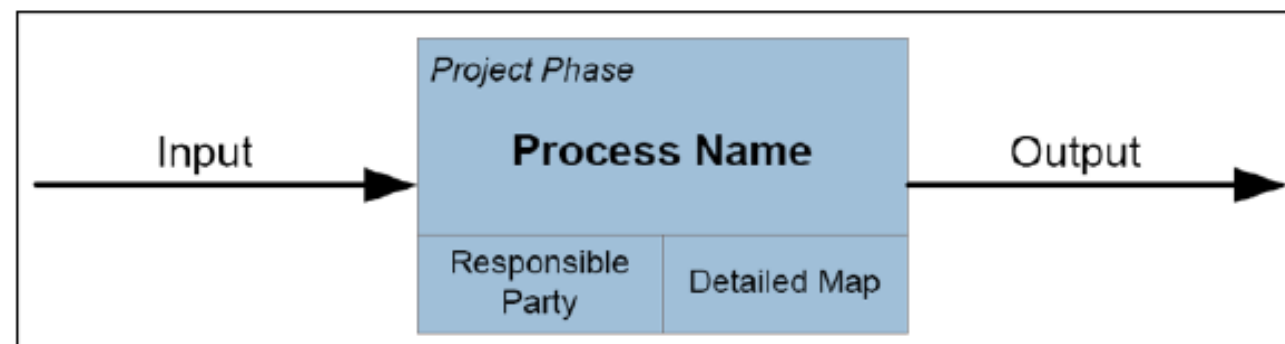 Project Phase
Input
Process Name
Output
Responsible
Party
Detailed Map